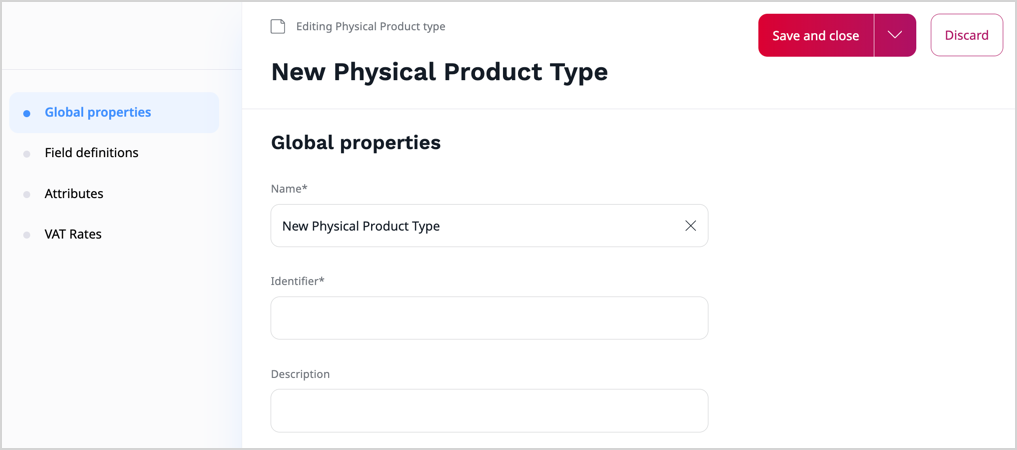 Editing Physical Product type
Save and close
Discard
New Physical Product Type
Global properties
Field definitions
Attributes
VAT Rates
Global properties
Name*
New Physical Product Type
Identifier*
Description